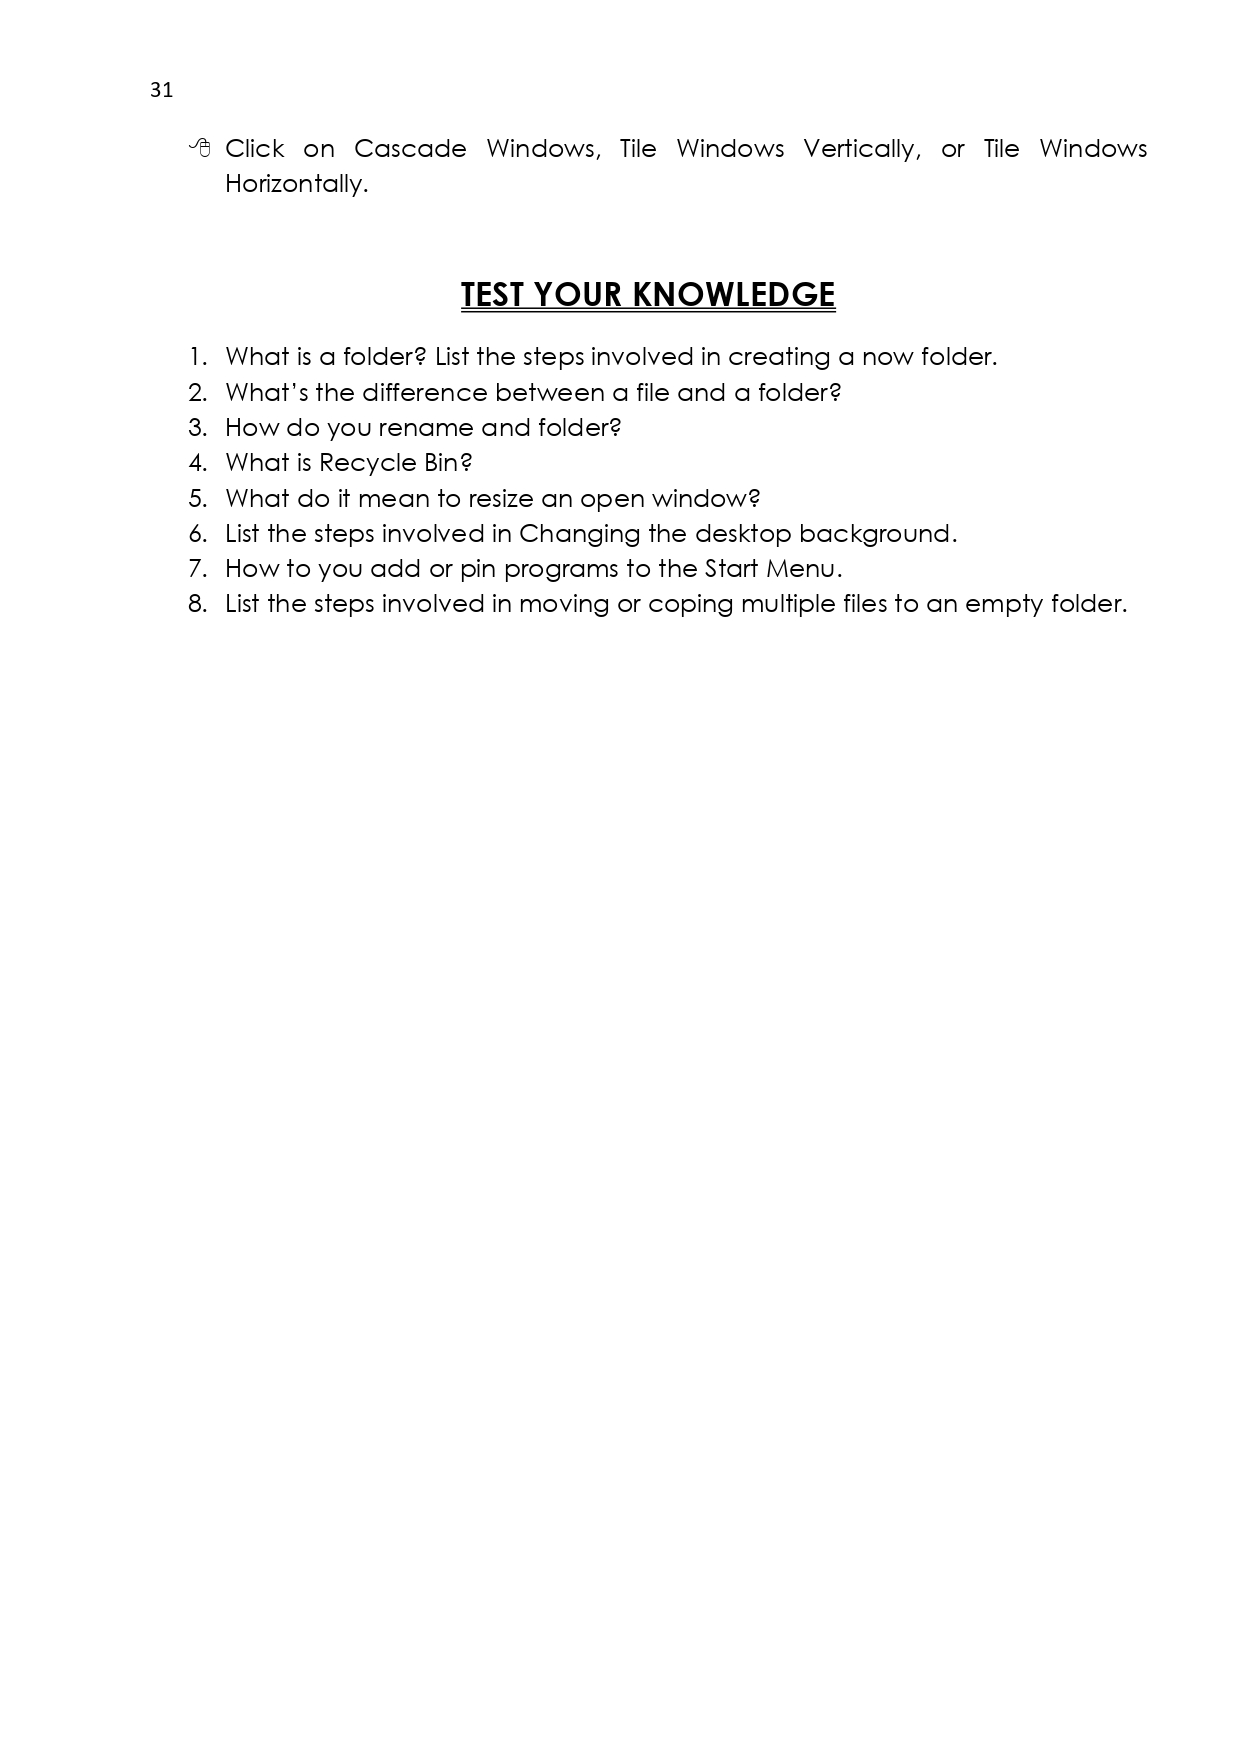 31
Click on Cascade Windows, Tile Windows Vertically, or Tile Windows
Horizontally.
TEST YOUR KNOWLEDGE
1. What is a folder? List the steps involved in creating a now folder.
2. What’s the difference between a file and a folder?
3. How do you rename and folder?
4. What is Recycle Bin?
5. What do it mean to resize an open window?
6. List the steps involved in Changing the desktop background.
7. How to you add or pin programs to the Start Menu.
8. List the steps involved in moving or coping multiple files to an empty folder.